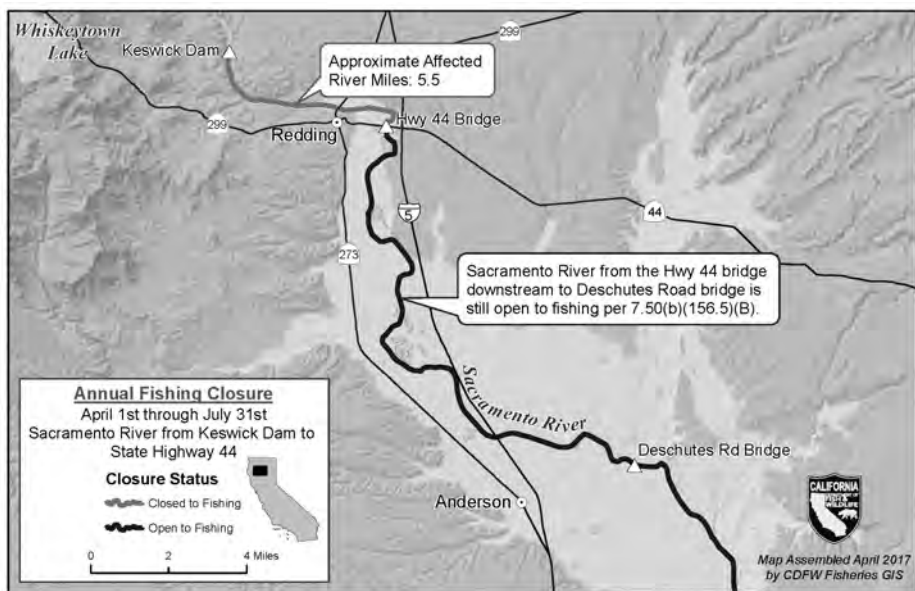 Whiskeytown
Lake
Keswick Dam
299
Approximate Affected
River Miles: 5.5
299
Redding
Hwy 44 Bridge
5
44
273
Sacramento River from the Hwy 44 bridge
downstream to Deschutes Road bridge is
still open to fishing per 7.50(b)(156.5)(B).
Sacramento River
Deschutes Rd Bridge
Anderson
Annual Fishing Closure
April 1st through July 31st
Sacramento River from Keswick Dam to
State Highway 44
Closure Status
Closed to Fishing
Open to Fishing
0 2 4 Miles
CALIFORNIA
FISH &
WILDLIFE
Map Assembled April 2017
by CDFW Fisheries GIS